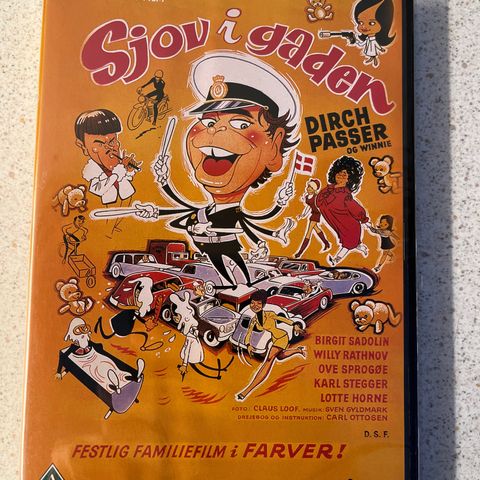 Sjov i gaden
DIRCH
PASSER
OG WINNIE
BIRGIT SADOLIN
WILLY RATHNOV
OVE SPROGØE
KARL STEGGER
LOTTE HORNE
FOTO: CLAUS LOOF. MUSIK: SVEN GYLDMARK
DREJEBOG OG INSTRUKTION: CARL OTTOSEN
D. S. F.
FESTLIG FAMILIEFILM i FARVER!